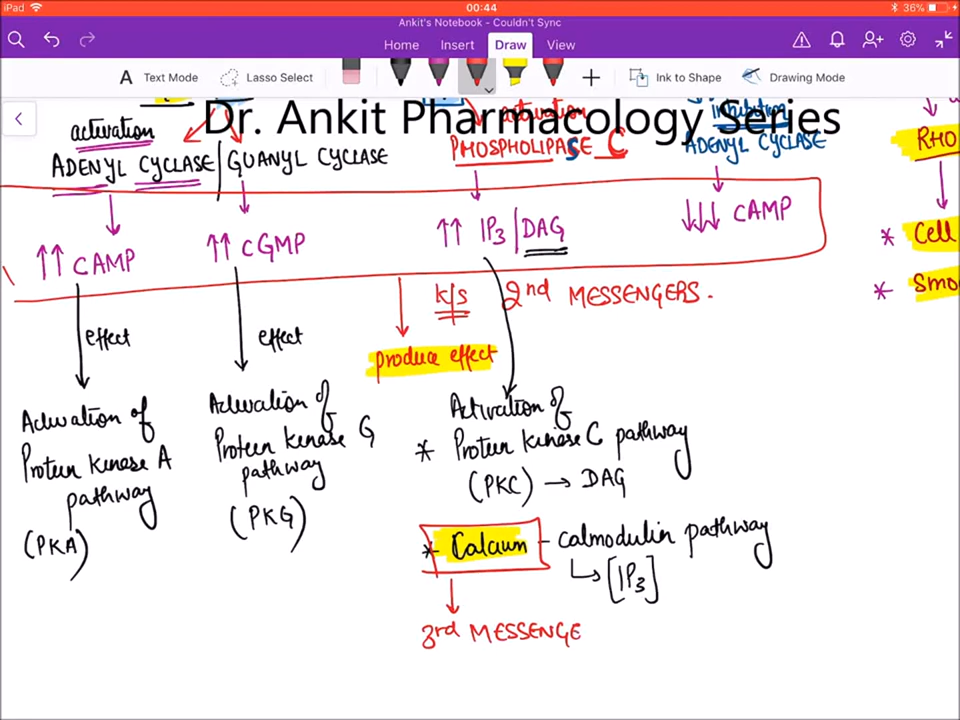 iPad
00:44
36%
Ankit's Notebook - Couldn't Sync
Home Insert Draw View
A Text Mode
Lasso Select
Ink to Shape
Drawing Mode
Dr. Ankit Pharmacology Series
activation
activation
inhibition
ADENYL CYCLASE | GUANYL CYCLASE
PHOSPHOLIPASE C
ADENYL CYCLASE
RHO
↑↑ cAMP
↑↑ cGMP
↑↑ IP3 | DAG
↓↓↓ cAMP
* Cell
* Smo
k/s 2nd MESSENGERS.
effect
effect
produce effect
Activation of
Protein kinase A
pathway
(PKA)
Activation of
Protein kinase G
pathway
(PKG)
Activation of
* Protein kinase C pathway
(PKC) → DAG
* Calcium - calmodulin pathway
↳ [IP3]
3rd MESSENGE